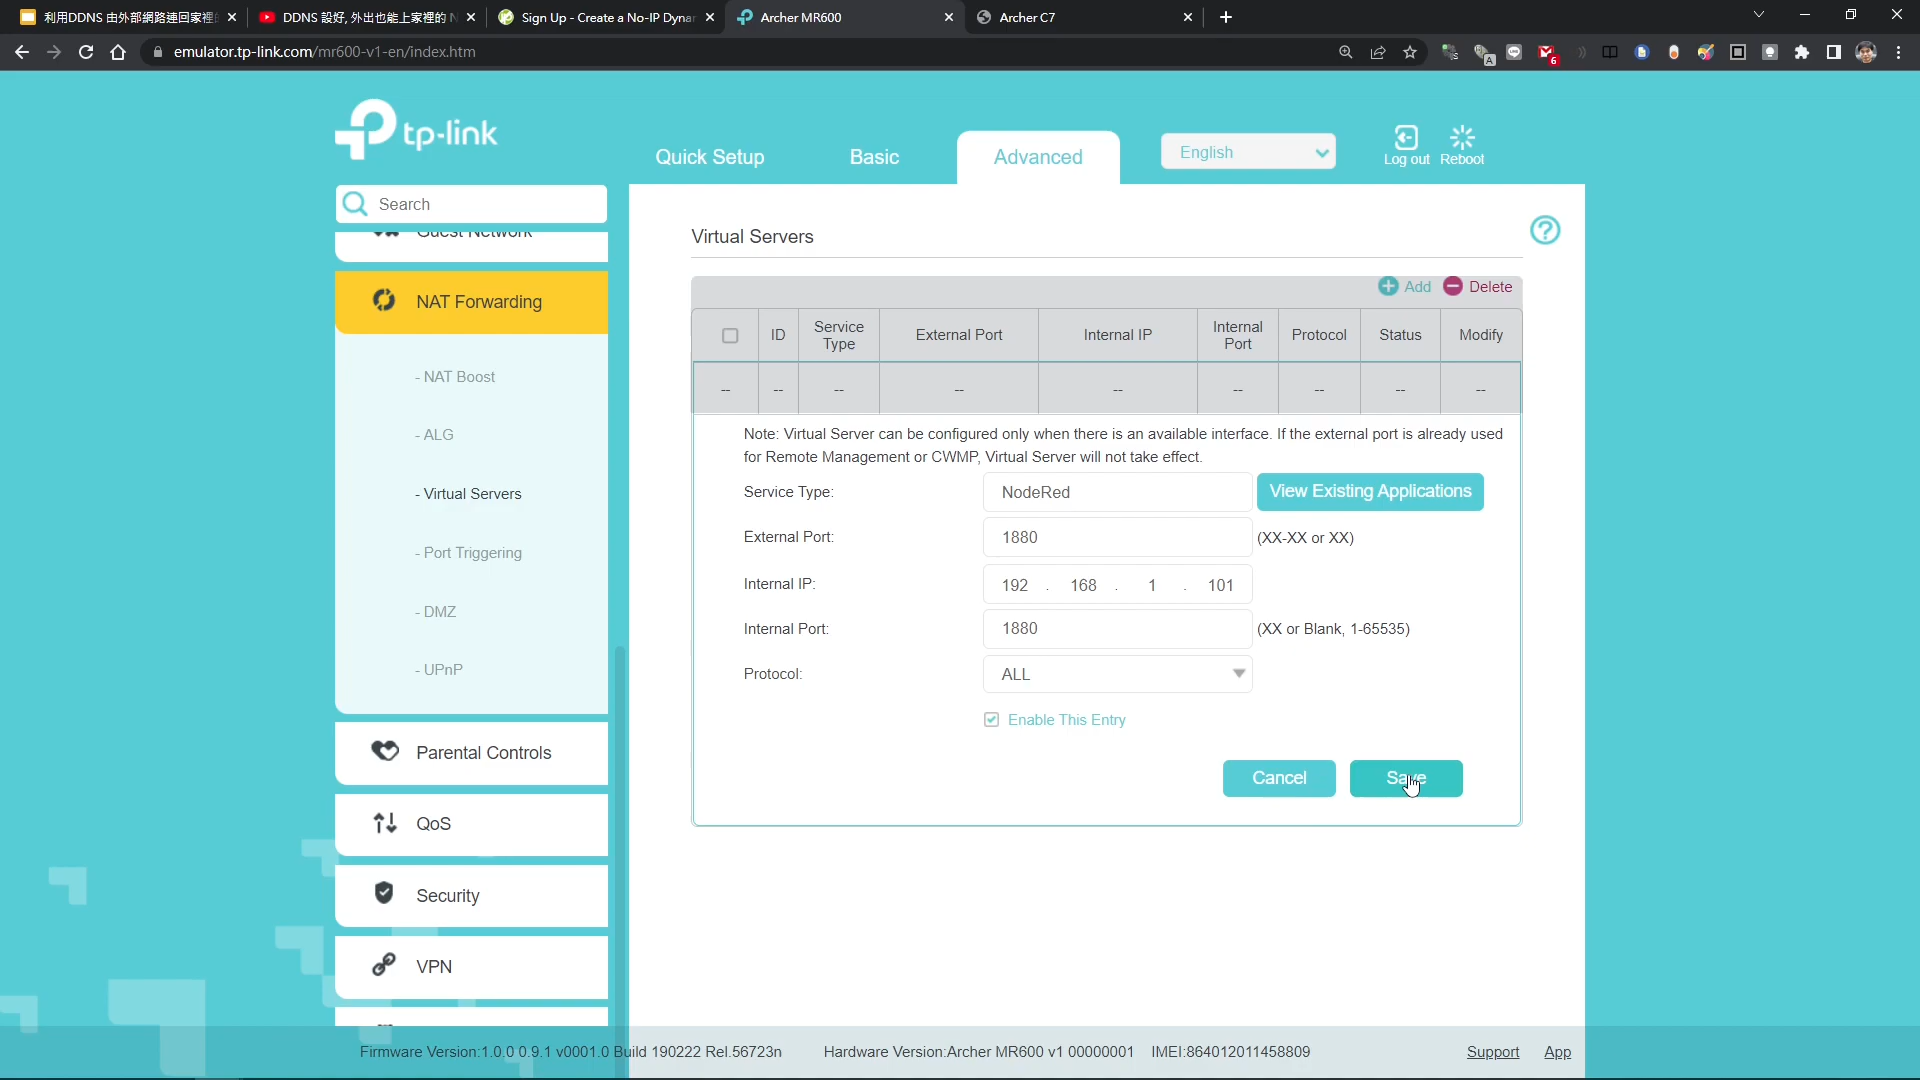 利用DDNS 由外部網路連回家裡
DDNS 設好, 外出也能上家裡的
Sign Up - Create a No-IP Dynar
Archer MR600
Archer C7
emulator.tp-link.com/mr600-v1-en/index.htm
A
6
tp-link
Quick Setup
Basic
Advanced
English
Log out
Reboot
Search
Guest Network
NAT Forwarding
- NAT Boost
- ALG
- Virtual Servers
- Port Triggering
- DMZ
- UPnP
Parental Controls
QoS
Security
VPN
Virtual Servers
Add
Delete
ID
Service Type
External Port
Internal IP
Internal Port
Protocol
Status
Modify
-- -- -- -- -- -- -- -- --
Note: Virtual Server can be configured only when there is an available interface. If the external port is already used
for Remote Management or CWMP, Virtual Server will not take effect.
Service Type:
NodeRed
View Existing Applications
External Port:
1880
(XX-XX or XX)
Internal IP:
192 . 168 . 1 . 101
Internal Port:
1880
(XX or Blank, 1-65535)
Protocol:
ALL
Enable This Entry
Cancel
Save
Firmware Version:1.0.0 0.9.1 v0001.0 Build 190222 Rel.56723n
Hardware Version:Archer MR600 v1 00000001
IMEI:864012011458809
Support
App